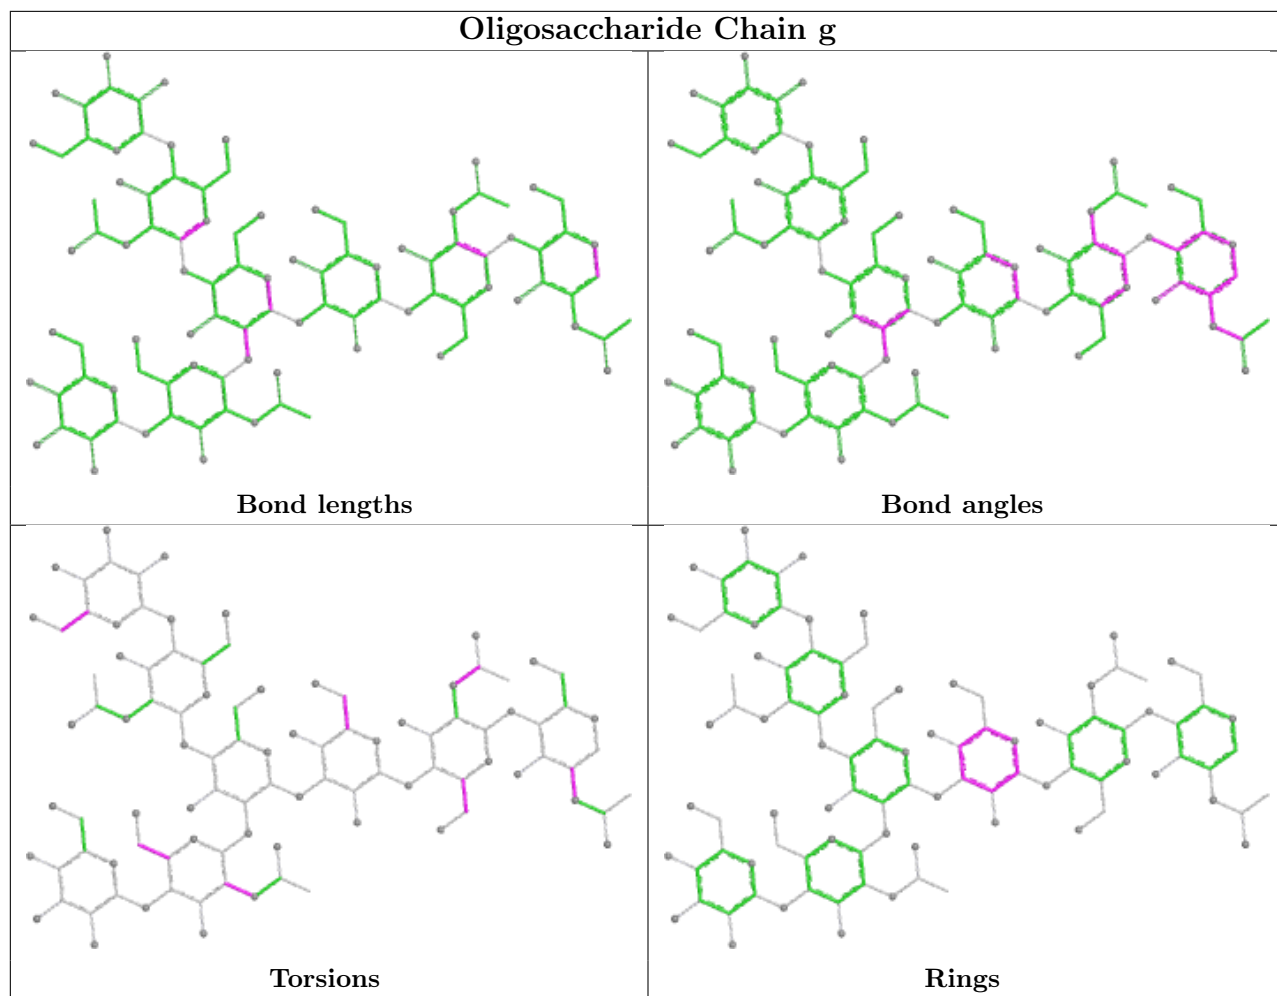 Oligosaccharide Chain g
Bond lengths
Bond angles
Torsions
Rings